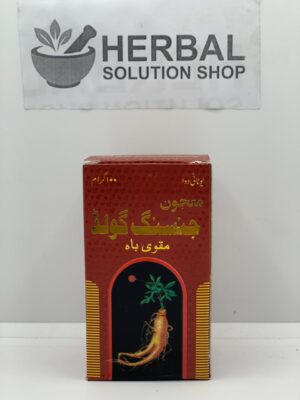 HERBAL
SOLUTION SHOP
یونانی دوا
۱۰۰ گرام
معجون
جنسنگ گولڈ
مقوی باہ